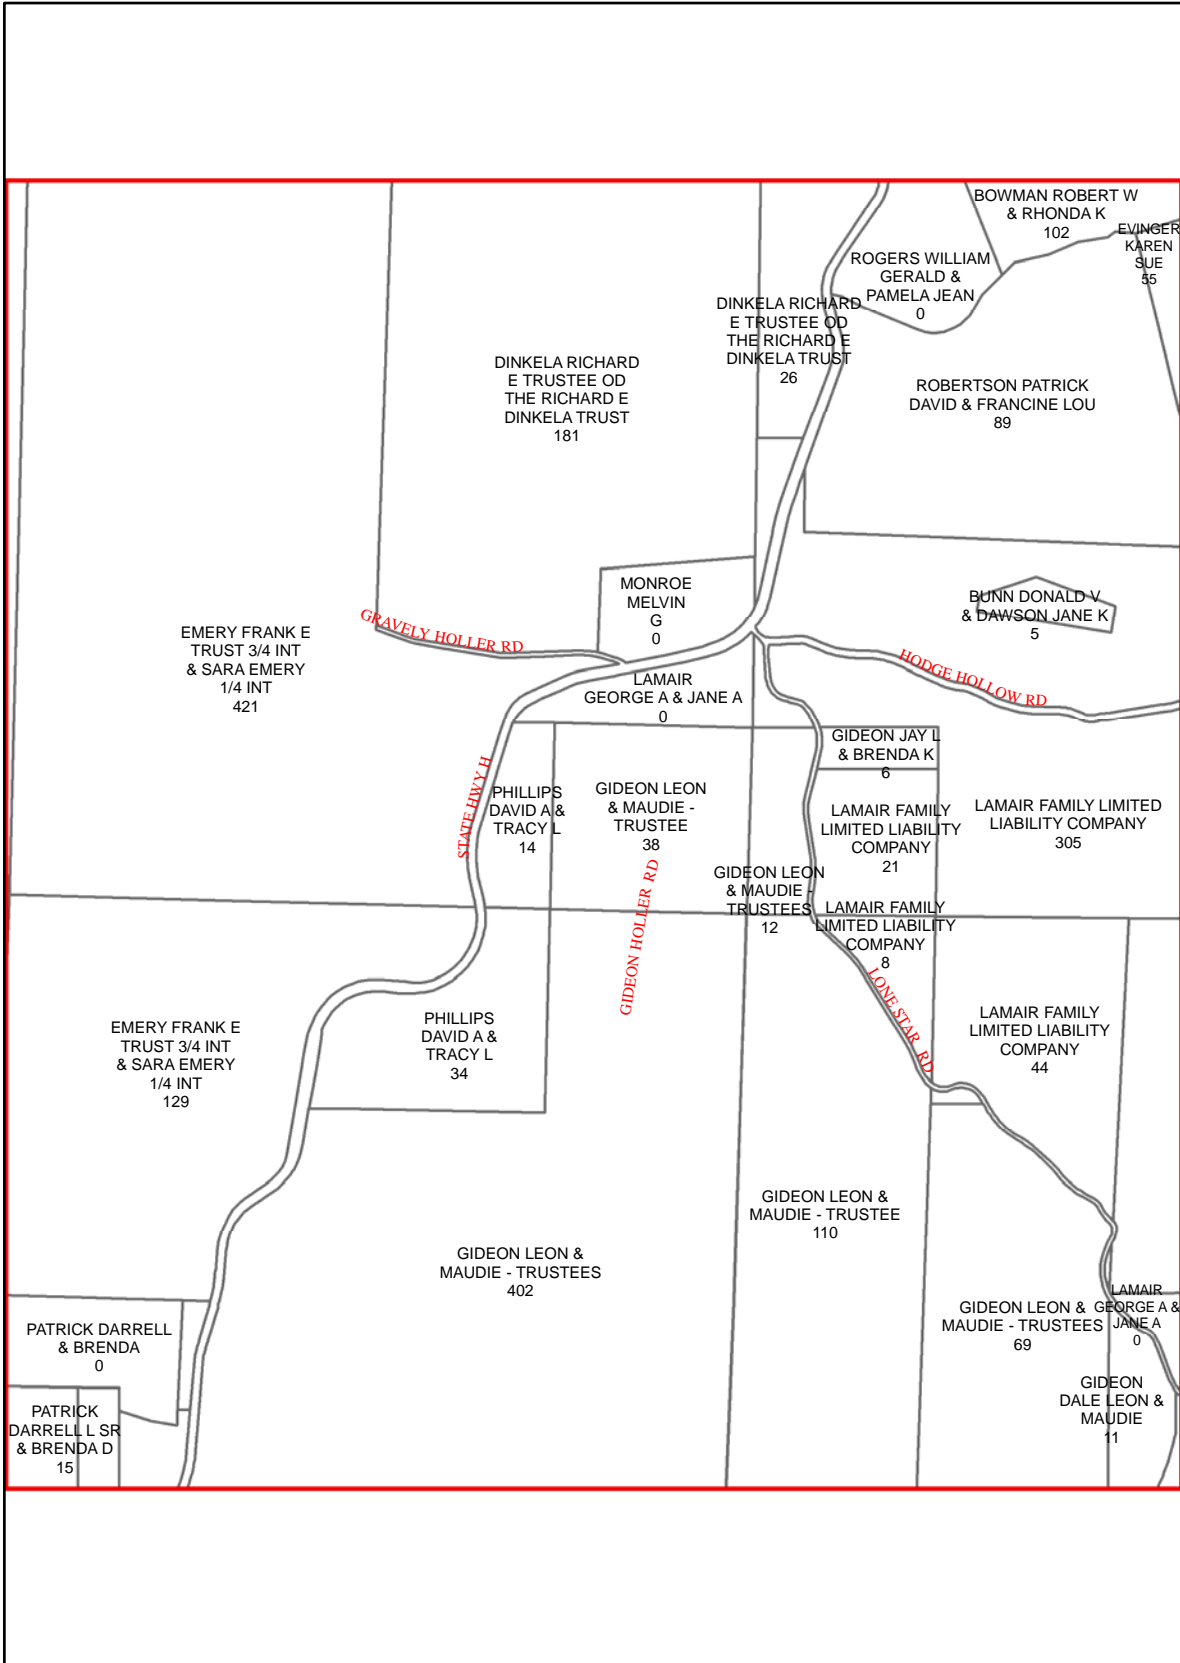 BOWMAN ROBERT W
& RHONDA K
102
EVINGER
KAREN
SUE
55
ROGERS WILLIAM
GERALD &
PAMELA JEAN
0
DINKELA RICHARD
E TRUSTEE OD
THE RICHARD E
DINKELA TRUST
26
DINKELA RICHARD
E TRUSTEE OD
THE RICHARD E
DINKELA TRUST
181
ROBERTSON PATRICK
DAVID & FRANCINE LOU
89
MONROE
MELVIN
G
0
BUNN DONALD V
& DAWSON JANE K
5
GRAVELY HOLLER RD
EMERY FRANK E
TRUST 3/4 INT
& SARA EMERY
1/4 INT
421
HODGE HOLLOW RD
LAMAIR
GEORGE A & JANE A
0
GIDEON JAY L
& BRENDA K
6
STATE HWY H
PHILLIPS
DAVID A &
TRACY L
14
GIDEON LEON
& MAUDIE -
TRUSTEE
38
LAMAIR FAMILY
LIMITED LIABILITY
COMPANY
21
LAMAIR FAMILY LIMITED
LIABILITY COMPANY
305
GIDEON HOLLER RD
GIDEON LEON
& MAUDIE -
TRUSTEES
12
LAMAIR FAMILY
LIMITED LIABILITY
COMPANY
8
LONE STAR RD
EMERY FRANK E
TRUST 3/4 INT
& SARA EMERY
1/4 INT
129
PHILLIPS
DAVID A &
TRACY L
34
LAMAIR FAMILY
LIMITED LIABILITY
COMPANY
44
GIDEON LEON &
MAUDIE - TRUSTEE
110
GIDEON LEON &
MAUDIE - TRUSTEES
402
GIDEON LEON &
MAUDIE - TRUSTEES
69
LAMAIR
GEORGE A &
JANE A
0
PATRICK DARRELL
& BRENDA
0
GIDEON
DALE LEON &
MAUDIE
11
PATRICK
DARRELL L SR
& BRENDA D
15